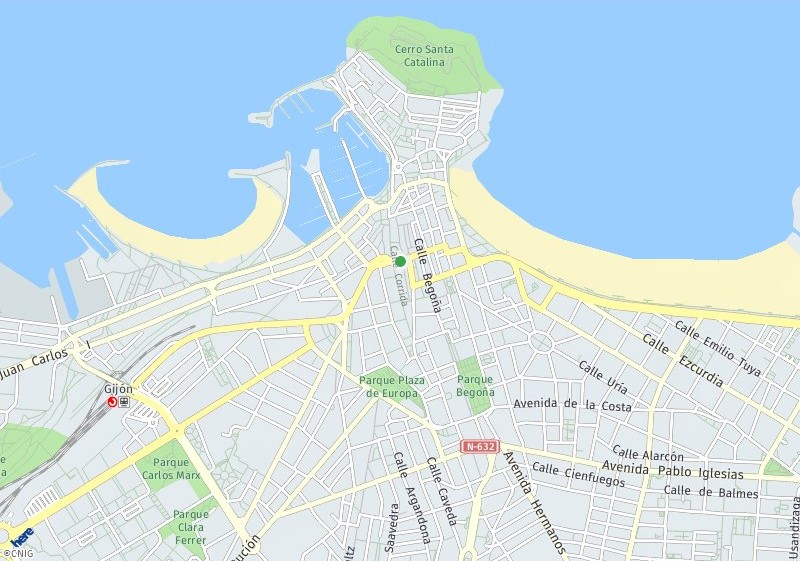 Cerro Santa
Catalina
Calle Begoña
Calle Corrida
Juan Carlos I
Gijón
Calle Emilio Tuya
Calle Ezcurdia
Calle Uría
Parque Plaza
de Europa
Parque
Begoña
Avenida de la Costa
N-632
Calle Alarcón
Avenida Pablo Iglesias
Calle Cienfuegos
Calle de Balmes
Parque
Carlos Marx
Calle Argandona
Calle Caveda
Avenida Hermanos
Saavedra
Usandizaga
Parque
Clara
Ferrer
ución
ltz
e
a
here
©CNIG